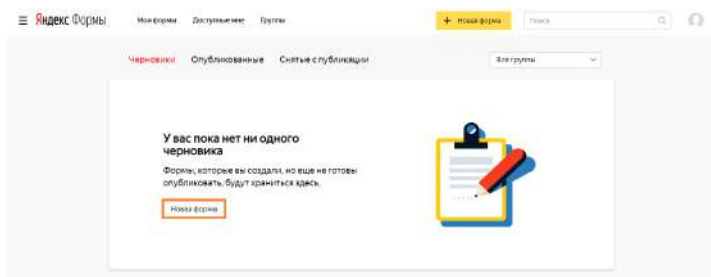 Яндекс Формы
Мои формы Доступные мне Группы
+ Новая форма
Поиск
Черновики Опубликованные Снятые с публикации
Все группы
У вас пока нет ни одного
черновика
Формы, которые вы создали, но еще не готовы
опубликовать, будут храниться здесь.
Новая форма